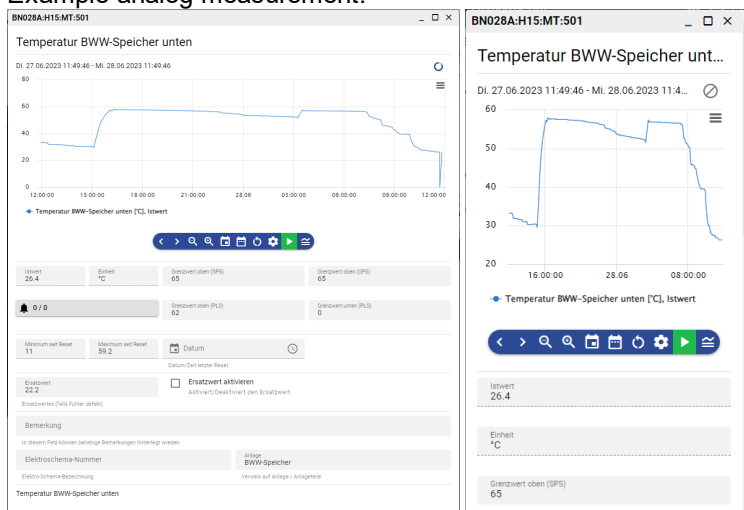 Example analog measurement:
BN028A:H15:MT:501
Temperatur BWW-Speicher unten
Di. 27.06.2023 11:49:46 - Mi. 28.06.2023 11:49:46
80
60
40
20
0
12:00:00 15:00:00 18:00:00 21:00:00 28.06 03:00:00 06:00:00 09:00:00 12:00:00
Temperatur BWW-Speicher unten [°C], Istwert
Istwert
26.4
Einheit
°C
Grenzwert oben (SPS)
65
Grenzwert oben (SPS)
65
0 / 0
Grenzwert oben (PLS)
62
Grenzwert unten (PLS)
0
Minimum seit Reset
11
Maximum seit Reset
59.2
Datum
Datum/Zeit letzter Reset
Ersatzwert
22.2
Ersatzwertes (falls Fühler defekt)
Ersatzwert aktivieren
Aktiviert/Deaktiviert den Ersatzwert
Bemerkung
In diesem Feld können beliebige Bemerkungen hinterlegt werden
Elektroschema-Nummer
Elektro-Schema-Bezeichnung
Anlage
BWW-Speicher
Verweis auf Anlage / Anlageteile
Temperatur BWW-Speicher unten
BN028A:H15:MT:501
Temperatur BWW-Speicher unt...
Di. 27.06.2023 11:49:46 - Mi. 28.06.2023 11:4...
60
50
40
30
20
16:00:00 28.06 08:00:00
Temperatur BWW-Speicher unten [°C], Istwert
Istwert
26.4
Einheit
°C
Grenzwert oben (SPS)
65